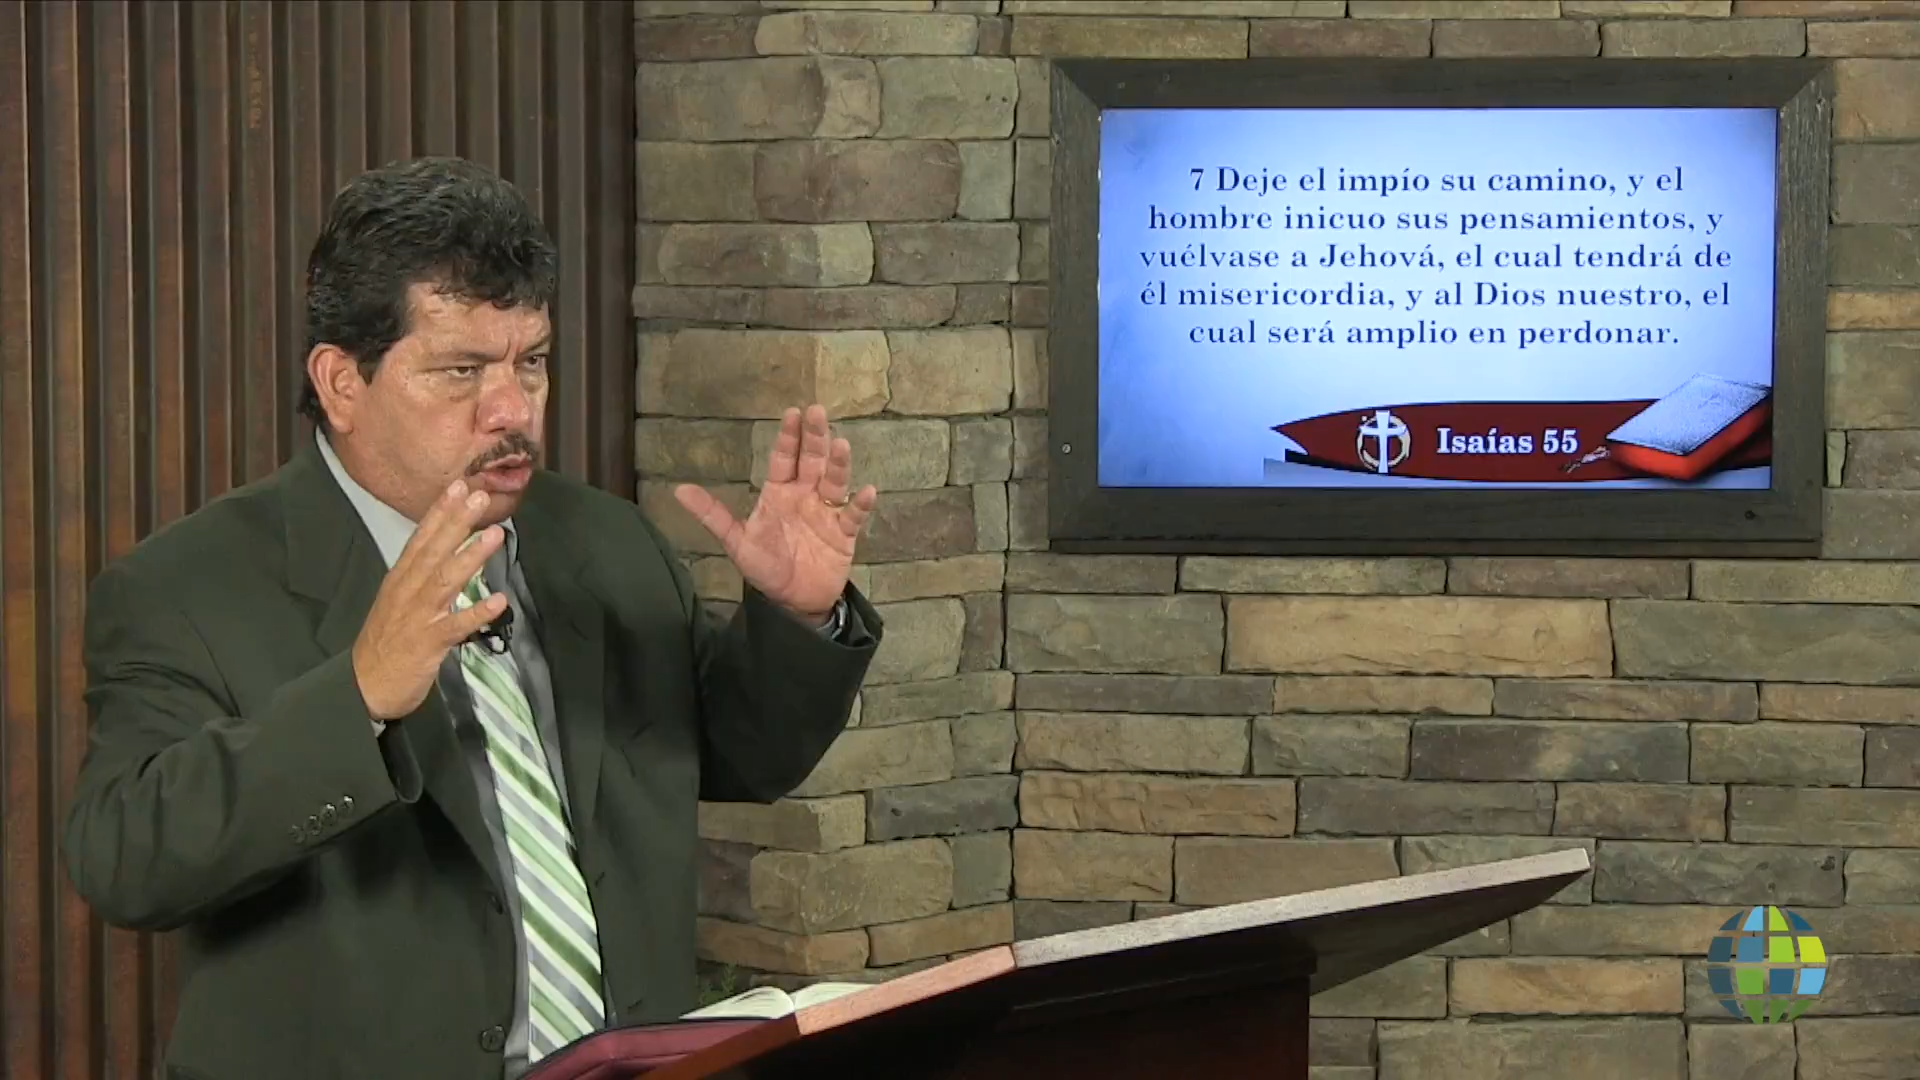 7 Deje el impío su camino, y el
hombre inicuo sus pensamientos, y
vuélvase a Jehová, el cual tendrá de
él misericordia, y al Dios nuestro, el
cual será amplio en perdonar.
Isaías 55